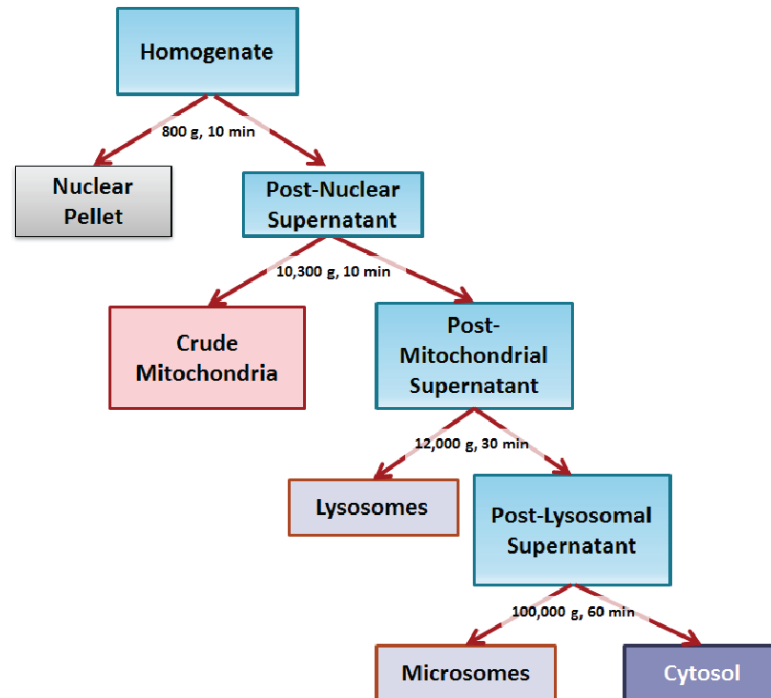 Homogenate
800 g, 10 min
Nuclear
Pellet
Post-Nuclear
Supernatant
10,300 g, 10 min
Crude
Mitochondria
Post-
Mitochondrial
Supernatant
12,000 g, 30 min
Lysosomes
Post-Lysosomal
Supernatant
100,000 g, 60 min
Microsomes
Cytosol